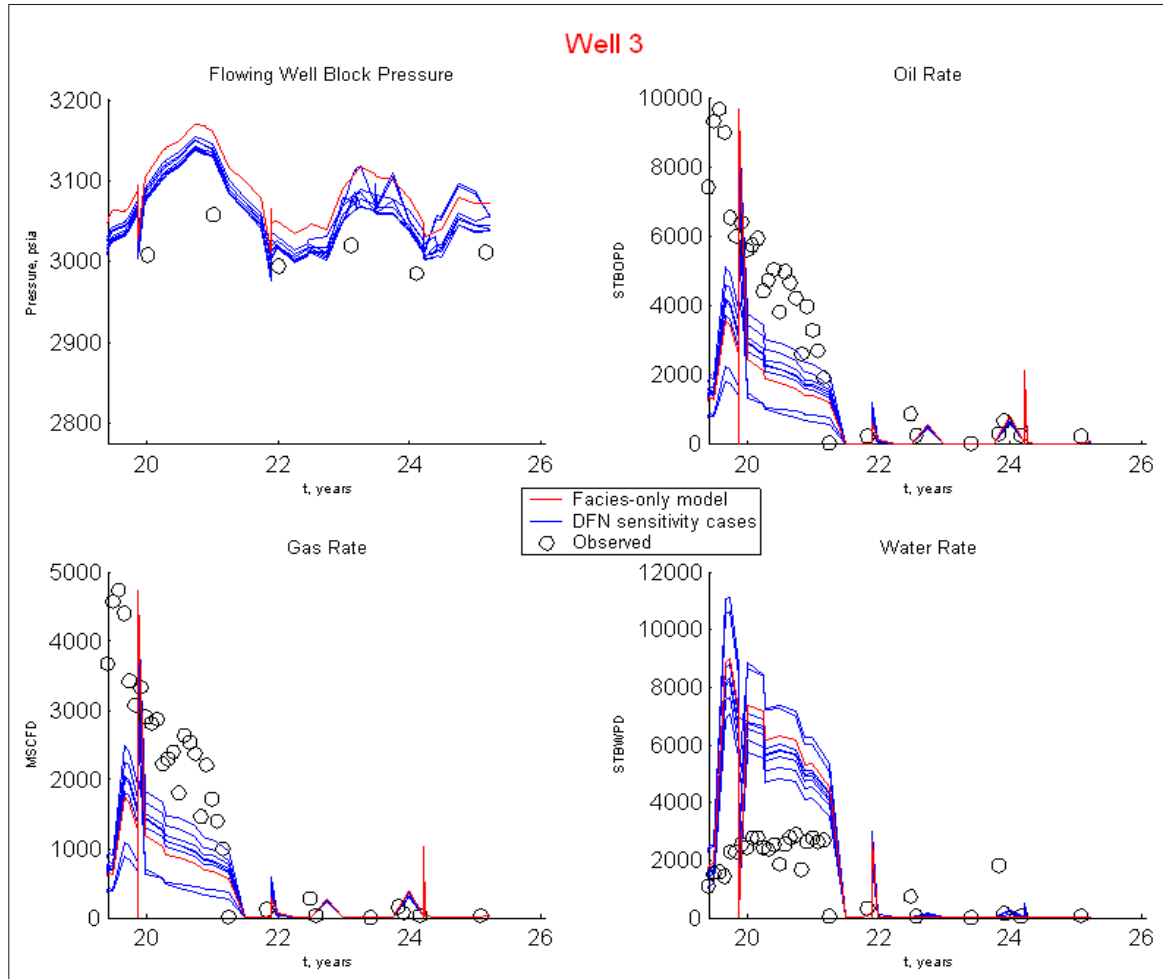 Well 3
Flowing Well Block Pressure
Oil Rate
3200
3100
3000
2900
2800
Pressure, psia
20 22 24 26
t, years
10000
8000
6000
4000
2000
0
STBOPD
20 22 24 26
t, years
Facies-only model
DFN sensitivity cases
Observed
Gas Rate
Water Rate
5000
4000
3000
2000
1000
0
MSCFD
20 22 24 26
t, years
12000
10000
8000
6000
4000
2000
0
STBWPD
20 22 24 26
t, years